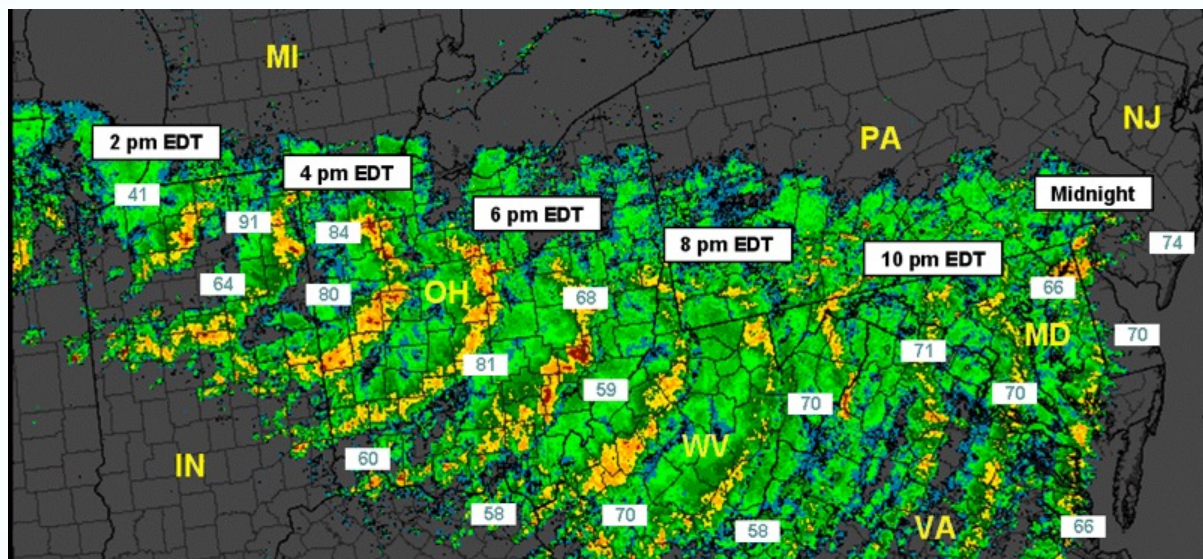 MI
PA
NJ
2 pm EDT
4 pm EDT
Midnight
41
91
84
6 pm EDT
8 pm EDT
10 pm EDT
74
64
80
OH
68
66
MD
70
81
71
59
70
70
WV
IN
60
58
70
58
VA
66